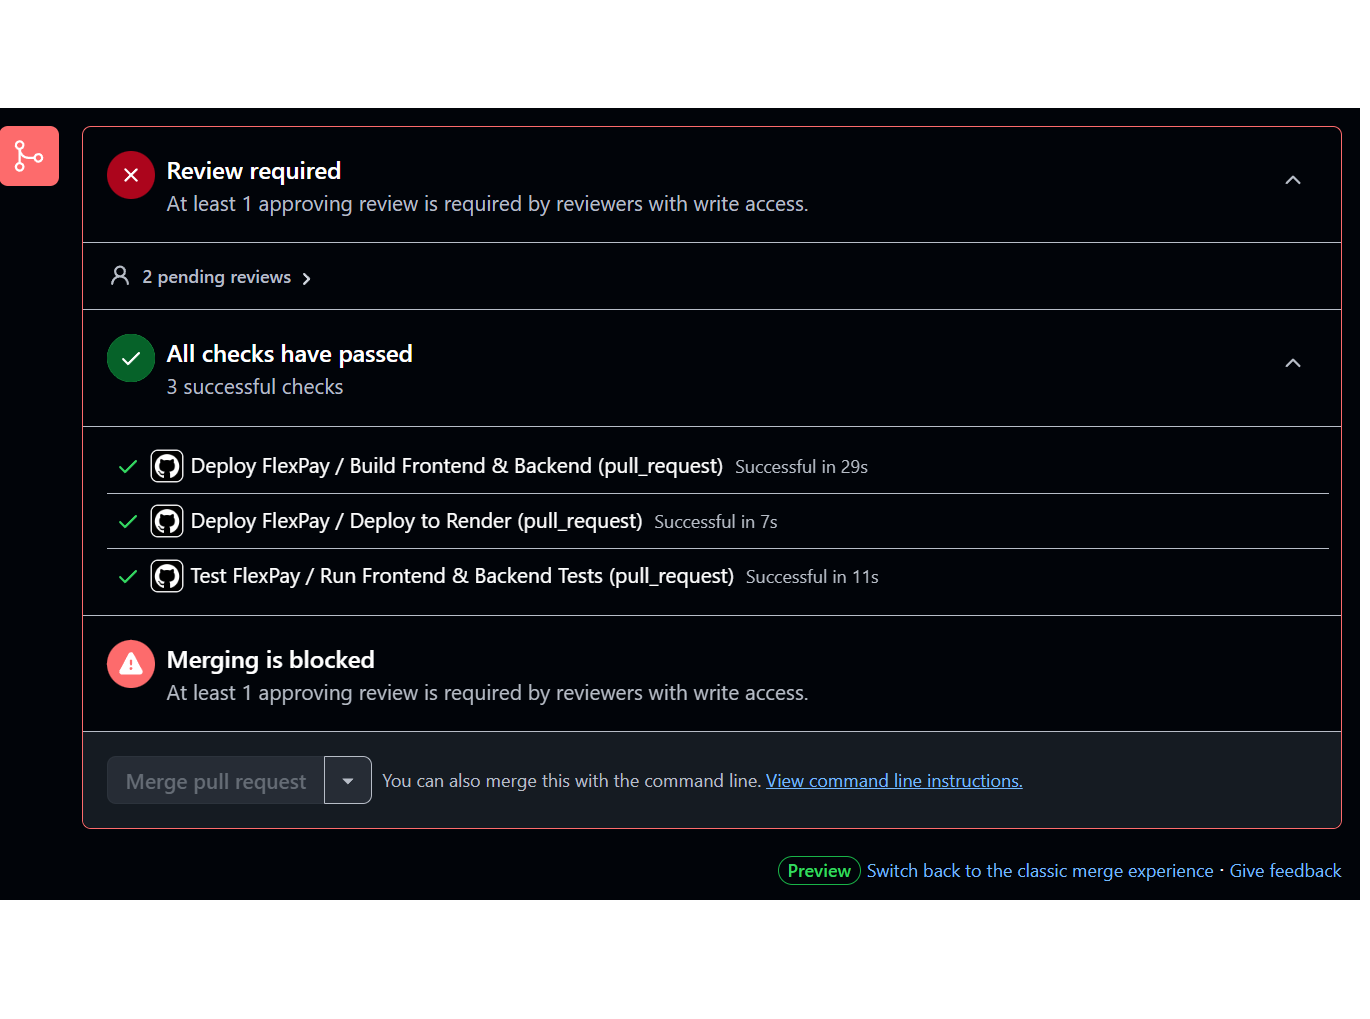 Review required
At least 1 approving review is required by reviewers with write access.
2 pending reviews
All checks have passed
3 successful checks
Deploy FlexPay / Build Frontend & Backend (pull_request) Successful in 29s
Deploy FlexPay / Deploy to Render (pull_request) Successful in 7s
Test FlexPay / Run Frontend & Backend Tests (pull_request) Successful in 11s
Merging is blocked
At least 1 approving review is required by reviewers with write access.
Merge pull request You can also merge this with the command line. View command line instructions.
Preview Switch back to the classic merge experience · Give feedback